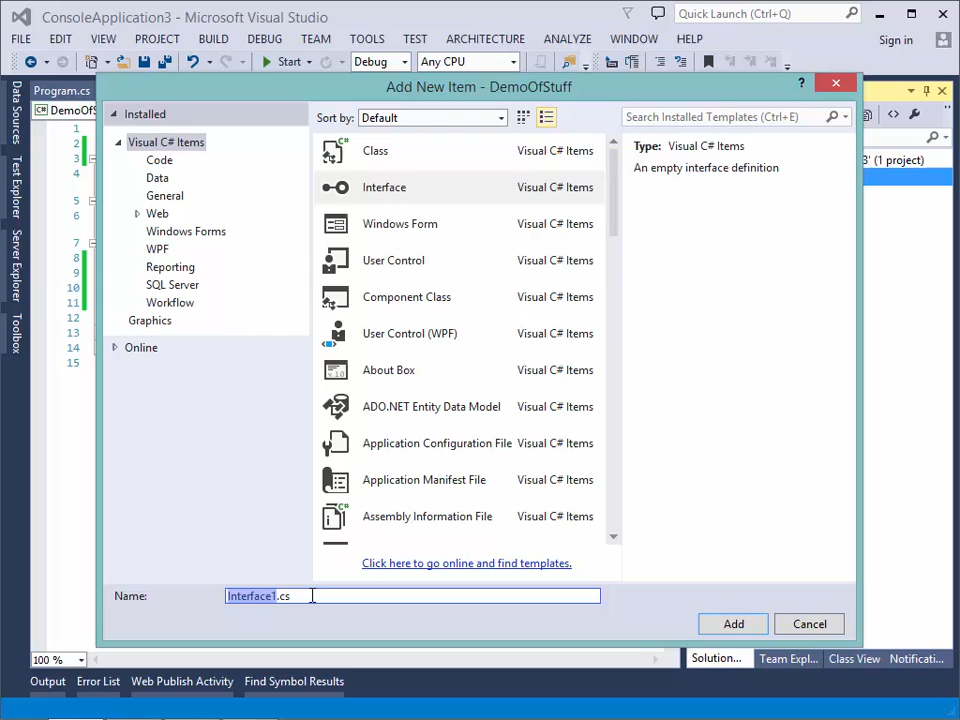 ConsoleApplication3 - Microsoft Visual Studio
Quick Launch (Ctrl+Q)
FILE EDIT VIEW PROJECT BUILD DEBUG TEAM TOOLS TEST ARCHITECTURE ANALYZE WINDOW HELP
Sign in
Start Debug Any CPU
Program.cs
DemoOfS
Data Sources
Test Explorer
Server Explorer
Toolbox
1
2
3
4
5
6
7
8
9
10
11
12
13
14
15
3' (1 project)
Add New Item - DemoOfStuff
?
Installed
Visual C# Items
Code
Data
General
Web
Windows Forms
WPF
Reporting
SQL Server
Workflow
Graphics
Online
Sort by: Default
Search Installed Templates (Ctrl+E)
Class Visual C# Items
Interface Visual C# Items
Windows Form Visual C# Items
User Control Visual C# Items
Component Class Visual C# Items
User Control (WPF) Visual C# Items
About Box Visual C# Items
ADO.NET Entity Data Model Visual C# Items
Application Configuration File Visual C# Items
Application Manifest File Visual C# Items
Assembly Information File Visual C# Items
Click here to go online and find templates.
Type: Visual C# Items
An empty interface definition
Name: Interface1.cs
Add Cancel
100 %
Solution... Team Expl... Class View Notificati...
Output Error List Web Publish Activity Find Symbol Results